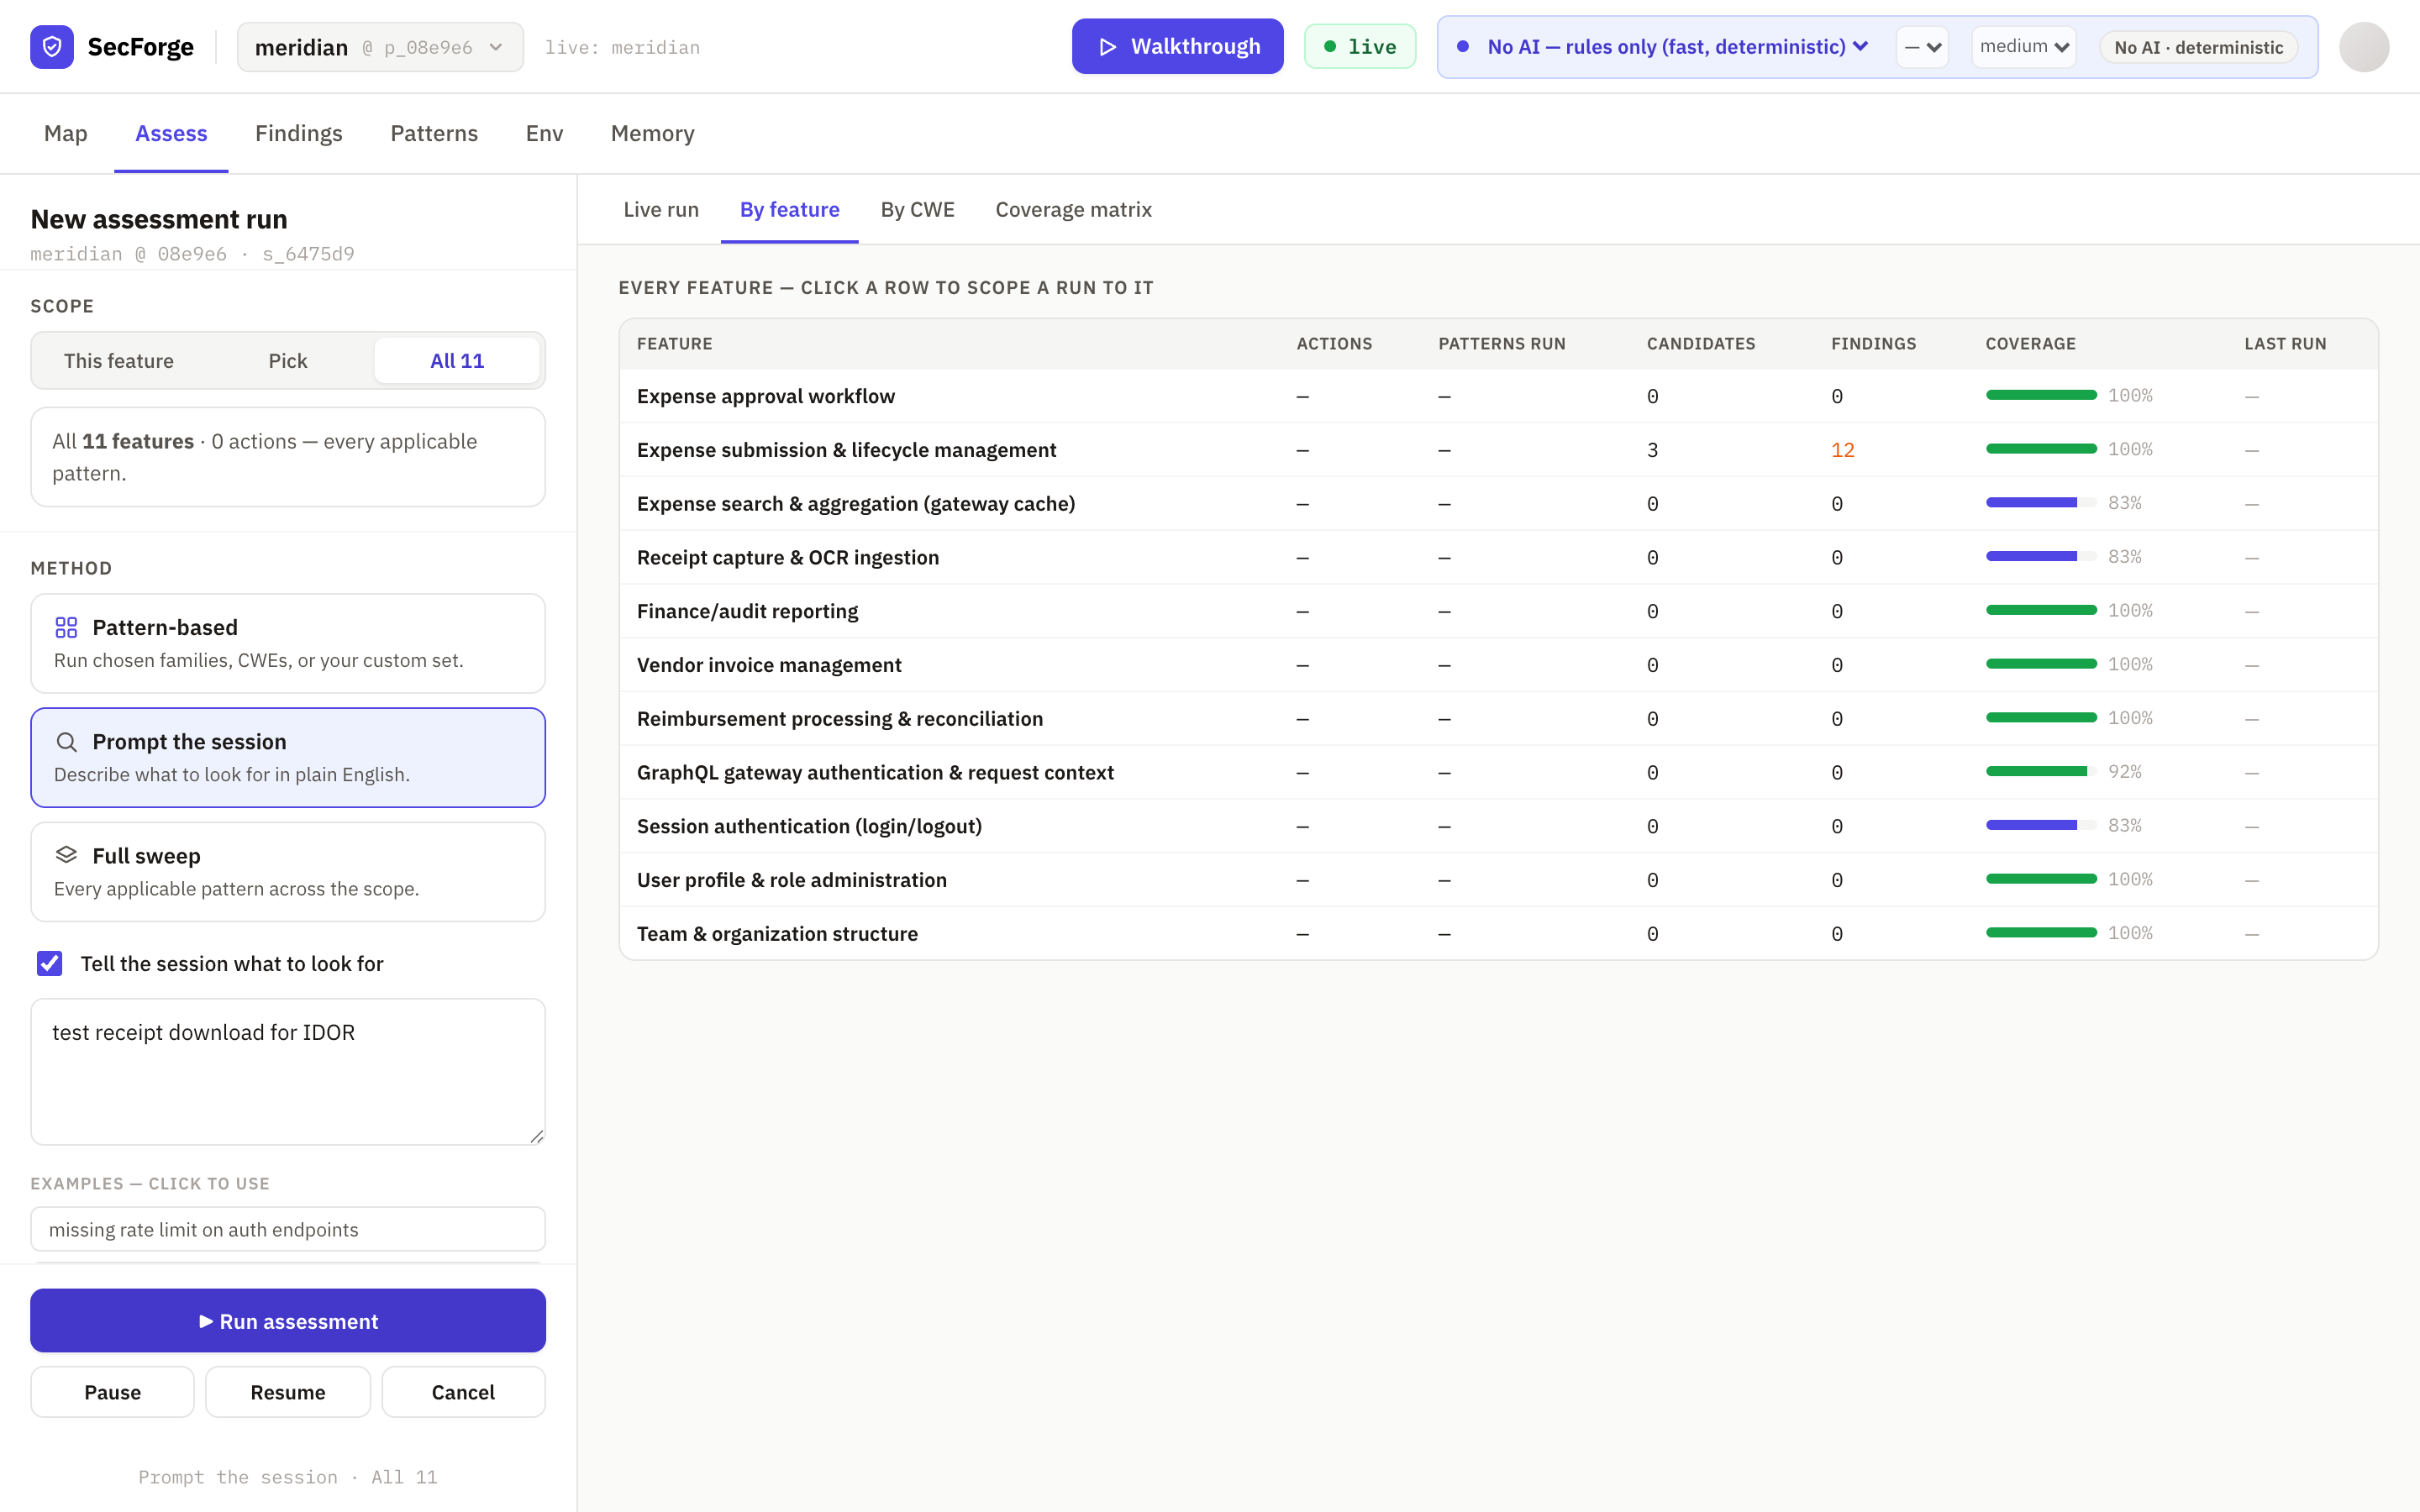 SecForge
meridian @ p_08e9e6
live: meridian
Walkthrough
live
No AI — rules only (fast, deterministic)
—
medium
No AI · deterministic
Map
Assess
Findings
Patterns
Env
Memory
New assessment run
meridian @ 08e9e6 · s_6475d9
SCOPE
This feature
Pick
All 11
All 11 features · 0 actions — every applicable
pattern.
METHOD
Pattern-based
Run chosen families, CWEs, or your custom set.
Prompt the session
Describe what to look for in plain English.
Full sweep
Every applicable pattern across the scope.
Tell the session what to look for
test receipt download for IDOR
EXAMPLES — CLICK TO USE
missing rate limit on auth endpoints
Run assessment
Pause
Resume
Cancel
Prompt the session · All 11
Live run
By feature
By CWE
Coverage matrix
EVERY FEATURE — CLICK A ROW TO SCOPE A RUN TO IT
FEATURE ACTIONS PATTERNS RUN CANDIDATES FINDINGS COVERAGE LAST RUN
Expense approval workflow — — 0 0 100% —
Expense submission & lifecycle management — — 3 12 100% —
Expense search & aggregation (gateway cache) — — 0 0 83% —
Receipt capture & OCR ingestion — — 0 0 83% —
Finance/audit reporting — — 0 0 100% —
Vendor invoice management — — 0 0 100% —
Reimbursement processing & reconciliation — — 0 0 100% —
GraphQL gateway authentication & request context — — 0 0 92% —
Session authentication (login/logout) — — 0 0 83% —
User profile & role administration — — 0 0 100% —
Team & organization structure — — 0 0 100% —